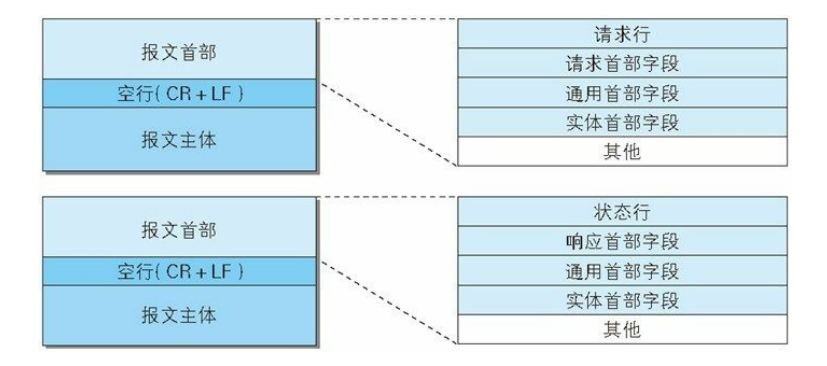 报文首部
空行(CR+LF)
报文主体
请求行
请求首部字段
通用首部字段
实体首部字段
其他
报文首部
空行(CR+LF)
报文主体
状态行
响应首部字段
通用首部字段
实体首部字段
其他